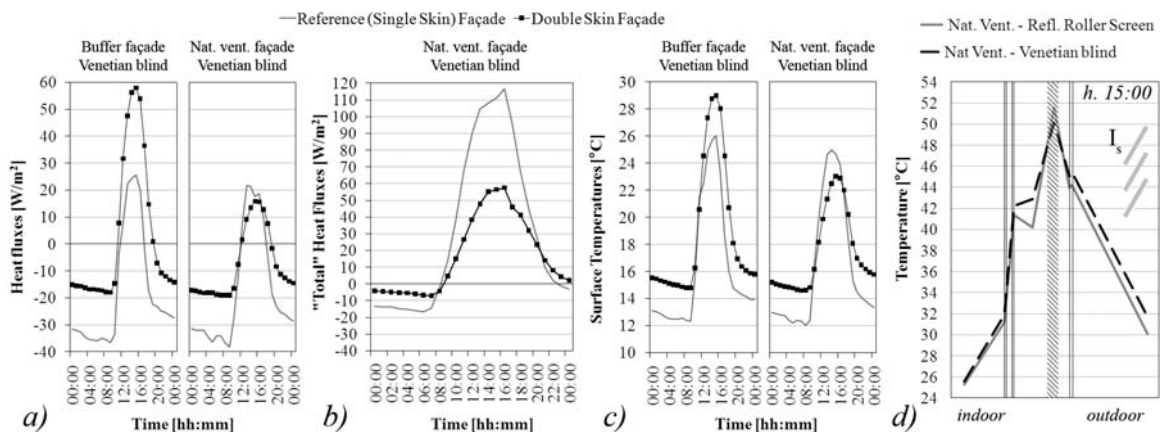 Reference (Single Skin) Façade
Double Skin Façade
Nat. Vent. - Refl. Roller Screen
Nat Vent. - Venetian blind
Buffer façade
Venetian blind
Nat. vent. façade
Venetian blind
Nat. vent. façade
Venetian blind
Buffer façade
Venetian blind
Nat. vent. façade
Venetian blind
Heat fluxes [W/m²]
60
50
40
30
20
10
0
-10
-20
-30
-40
00:00 04:00 08:00 12:00 16:00 20:00 00:00
00:00 04:00 08:00 12:00 16:00 20:00 00:00
Time [hh:mm]
a)
"Total" Heat Fluxes [W/m²]
120
110
100
90
80
70
60
50
40
30
20
10
0
-10
-20
-30
-40
00:00 02:00 04:00 06:00 08:00 10:00 12:00 14:00 16:00 18:00 20:00 22:00 00:00
Time [hh:mm]
b)
Surface Temperatures [°C]
30
28
26
24
22
20
18
16
14
12
10
00:00 04:00 08:00 12:00 16:00 20:00 00:00
00:00 04:00 08:00 12:00 16:00 20:00 00:00
Time [hh:mm]
c)
Temperature [°C]
54
52
50
48
46
44
42
40
38
36
34
32
30
28
26
24
h. 15:00
Is
indoor
outdoor
d)